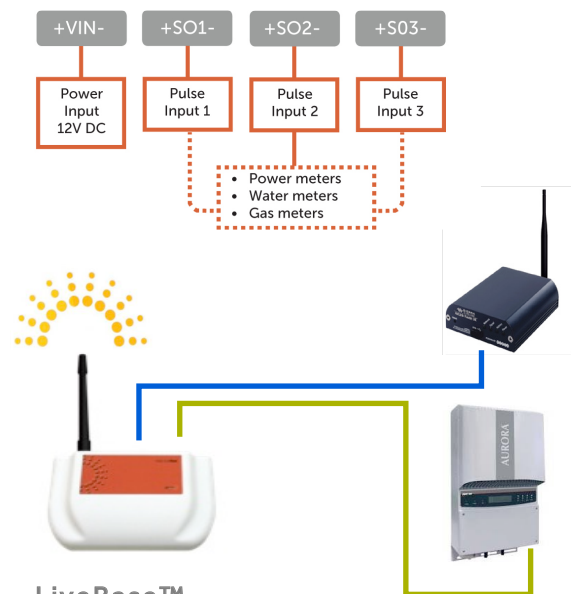 +VIN-
+SO1-
+SO2-
+S03-
Power
Input
12V DC
Pulse
Input 1
Pulse
Input 2
Pulse
Input 3
• Power meters
• Water meters
• Gas meters
AURORA